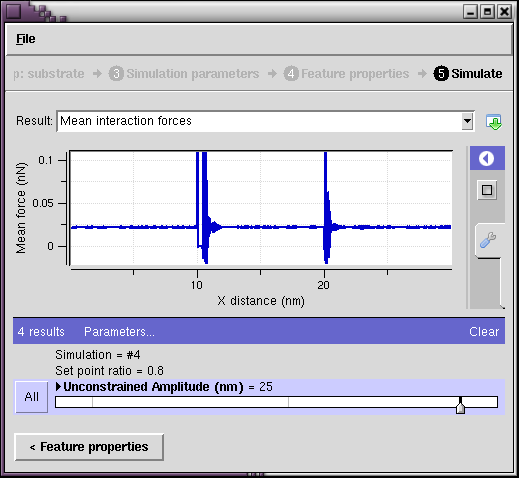 File
p: substrate → 3 Simulation parameters → 4 Feature properties → 5 Simulate
Result: Mean interaction forces
Mean force (nN)
0.1
0.05
0
10
20
X distance (nm)
4 results Parameters... Clear
Simulation = #4
Set point ratio = 0.8
All
Unconstrained Amplitude (nm) = 25
< Feature properties